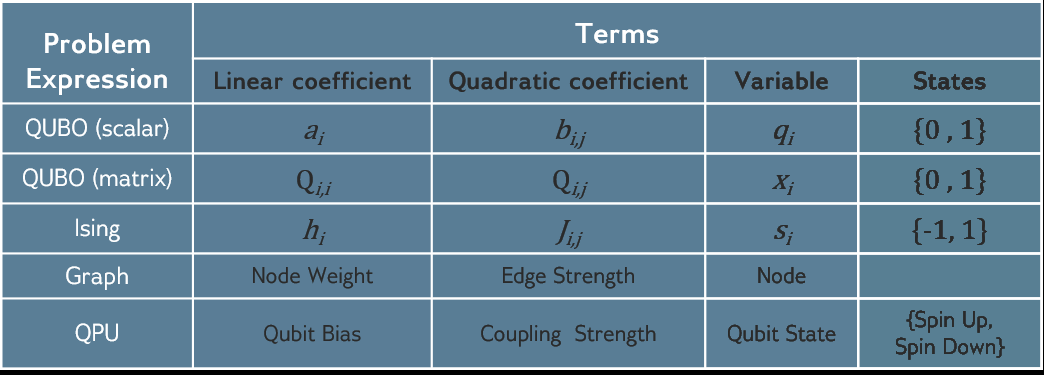 Problem Expression
Terms
Linear coefficient Quadratic coefficient Variable States
QUBO (scalar) a_i b_{i,j} q_i {0 , 1}
QUBO (matrix) Q_{i,i} Q_{i,j} x_i {0 , 1}
Ising h_i J_{i,j} s_i {-1, 1}
Graph Node Weight Edge Strength Node
QPU Qubit Bias Coupling Strength Qubit State {Spin Up,
Spin Down}